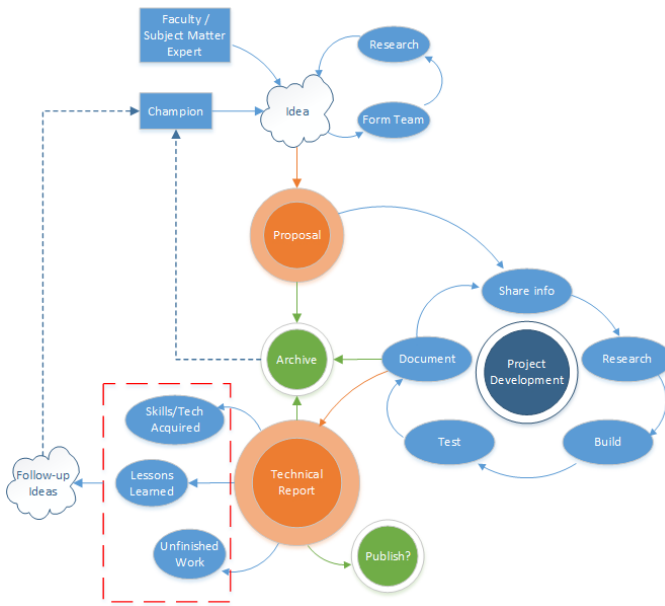 Faculty /
Subject Matter
Expert
Research
Champion
Idea
Form Team
Proposal
Share info
Archive
Document
Project
Development
Research
Skills/Tech
Acquired
Test
Build
Follow-up
Ideas
Lessons
Learned
Technical
Report
Unfinished
Work
Publish?